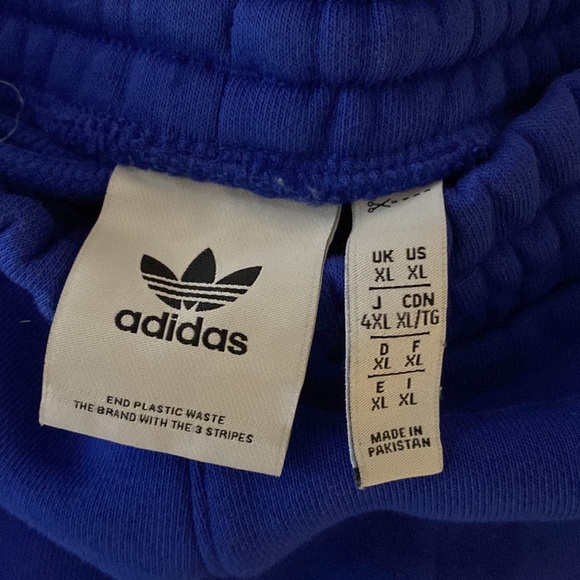 adidas
END PLASTIC WASTE
THE BRAND WITH THE 3 STRIPES
UK US
XL XL
J CDN
4XL XL/TG
D F
XL XL
E I
XL XL
MADE IN
PAKISTAN